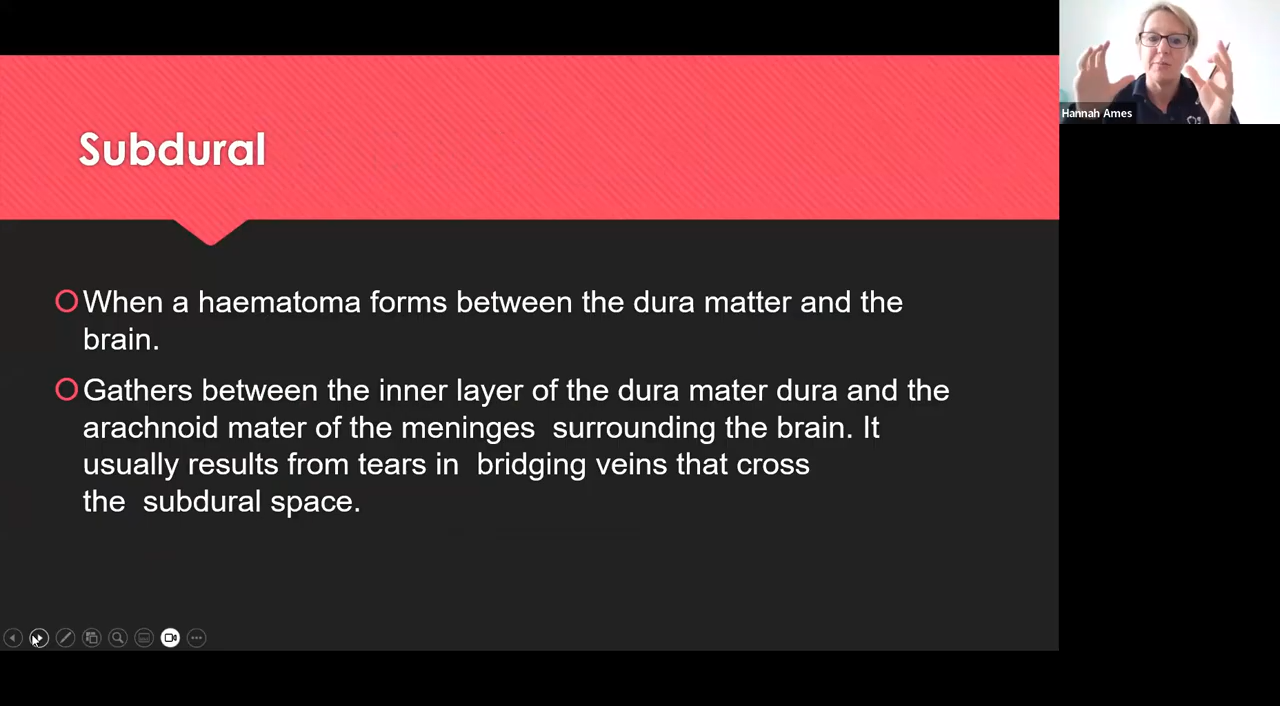 Subdural
When a haematoma forms between the dura matter and the
brain.
Gathers between the inner layer of the dura mater dura and the
arachnoid mater of the meninges  surrounding the brain. It
usually results from tears in  bridging veins that cross
the  subdural space.
Hannah Ames